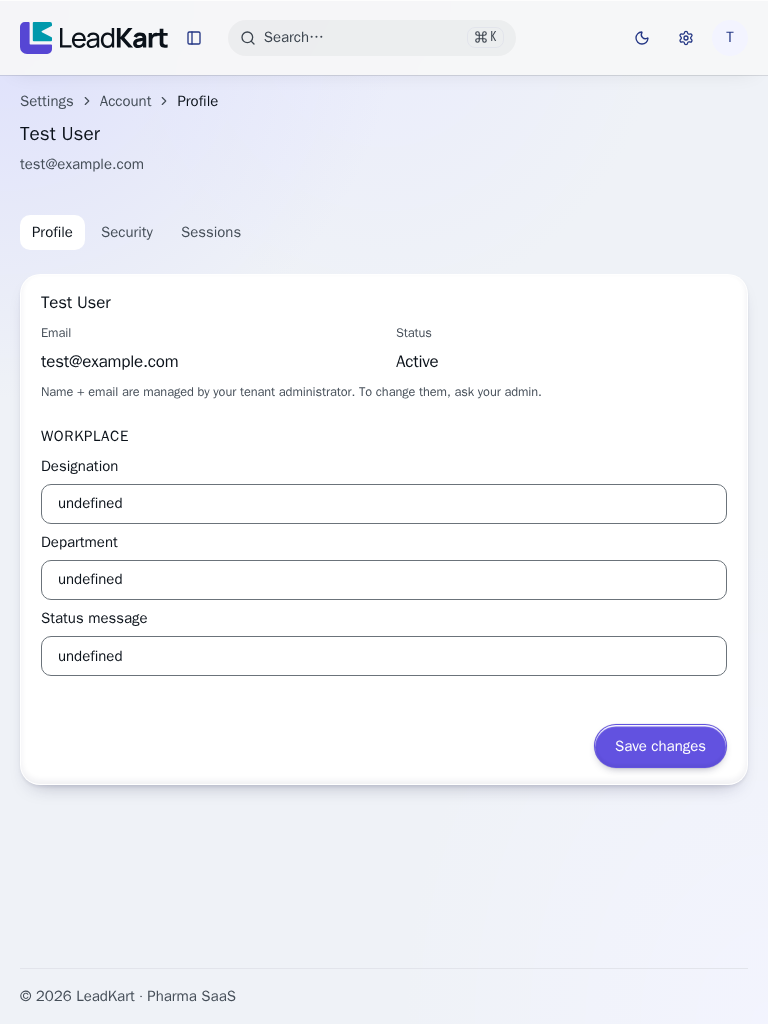 LeadKart
Search…
⌘K
T
Settings > Account > Profile
Test User
test@example.com
Profile
Security
Sessions
Test User
Email
Status
test@example.com
Active
Name + email are managed by your tenant administrator. To change them, ask your admin.
WORKPLACE
Designation
undefined
Department
undefined
Status message
undefined
Save changes
© 2026 LeadKart · Pharma SaaS